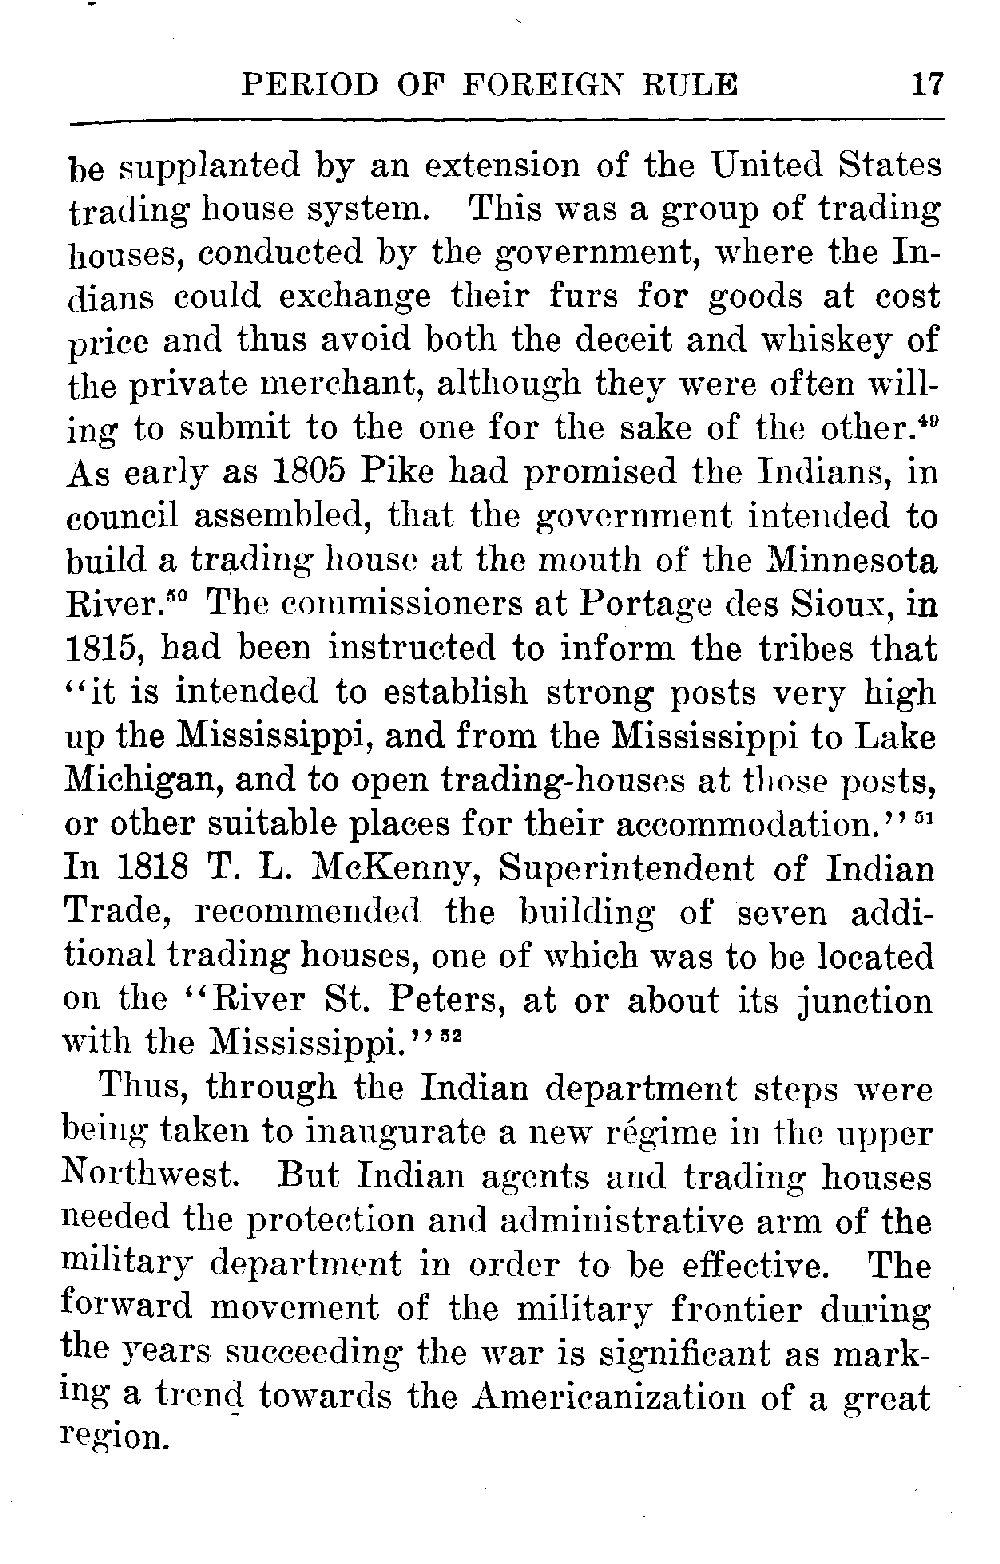 PERIOD OF FOREIGN RULE 17
be supplanted by an extension of the United States
trading house system. This was a group of trading
houses, conducted by the government, where the In-
dians could exchange their furs for goods at cost
price and thus avoid both the deceit and whiskey of
the private merchant, although they were often will-
ing to submit to the one for the sake of the other.⁴⁹
As early as 1805 Pike had promised the Indians, in
council assembled, that the government intended to
build a trading house at the mouth of the Minnesota
River.⁵⁰ The commissioners at Portage des Sioux, in
1815, had been instructed to inform the tribes that
“it is intended to establish strong posts very high
up the Mississippi, and from the Mississippi to Lake
Michigan, and to open trading-houses at those posts,
or other suitable places for their accommodation.”⁵¹
In 1818 T. L. McKenny, Superintendent of Indian
Trade, recommended the building of seven addi-
tional trading houses, one of which was to be located
on the “River St. Peters, at or about its junction
with the Mississippi.”⁵²
Thus, through the Indian department steps were
being taken to inaugurate a new régime in the upper
Northwest. But Indian agents and trading houses
needed the protection and administrative arm of the
military department in order to be effective. The
forward movement of the military frontier during
the years succeeding the war is significant as mark-
ing a trend towards the Americanization of a great
region.